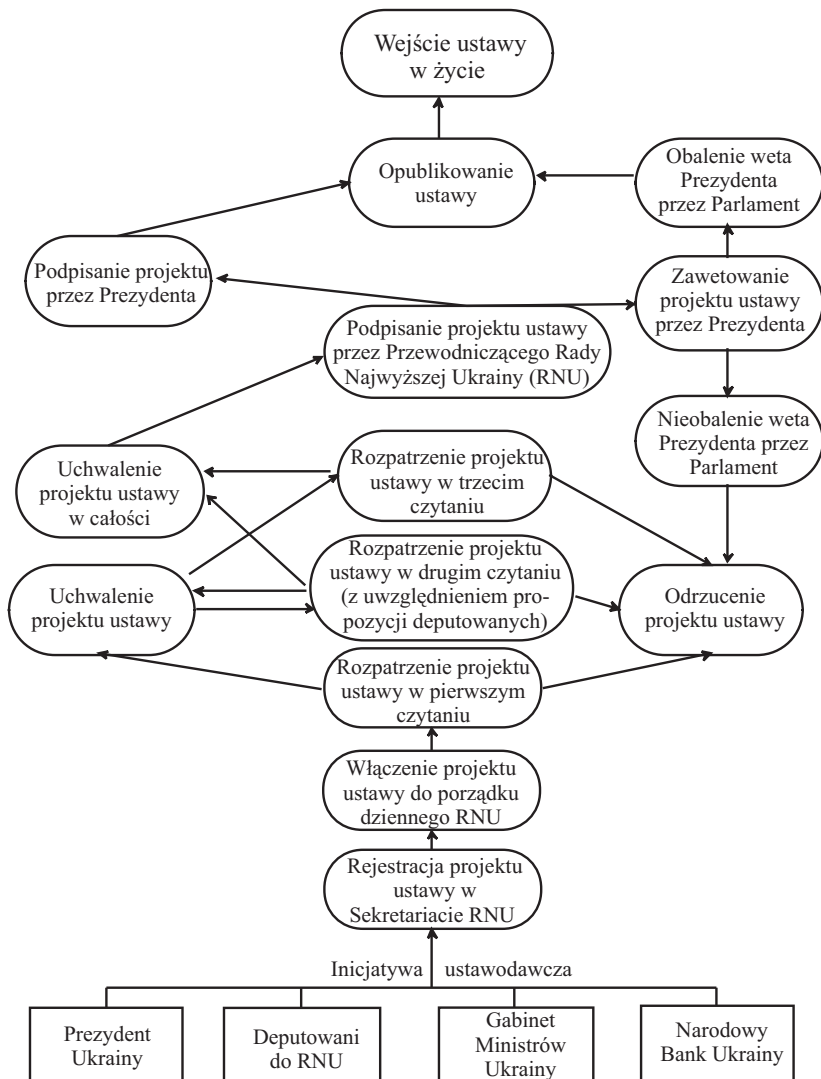 Wejście ustawy
w życie
Opublikowanie
ustawy
Obalenie weta
Prezydenta
przez Parlament
Podpisanie projektu
przez Prezydenta
Zawetowanie
projektu ustawy
przez Prezydenta
Podpisanie projektu ustawy
przez Przewodniczącego Rady
Najwyższej Ukrainy (RNU)
Nieobalenie weta
Prezydenta przez
Parlament
Uchwalenie
projektu ustawy
w całości
Rozpatrzenie projektu
ustawy w trzecim
czytaniu
Uchwalenie
projektu ustawy
Rozpatrzenie projektu
ustawy w drugim czytaniu
(z uwzględnieniem pro-
pozycji deputowanych)
Odrzucenie
projektu ustawy
Rozpatrzenie projektu
ustawy w pierwszym
czytaniu
Włączenie projektu
ustawy do porządku
dziennego RNU
Rejestracja projektu
ustawy w
Sekretariacie RNU
Inicjatywa ustawodawcza
Prezydent
Ukrainy
Deputowani
do RNU
Gabinet
Ministrów
Ukrainy
Narodowy
Bank Ukrainy